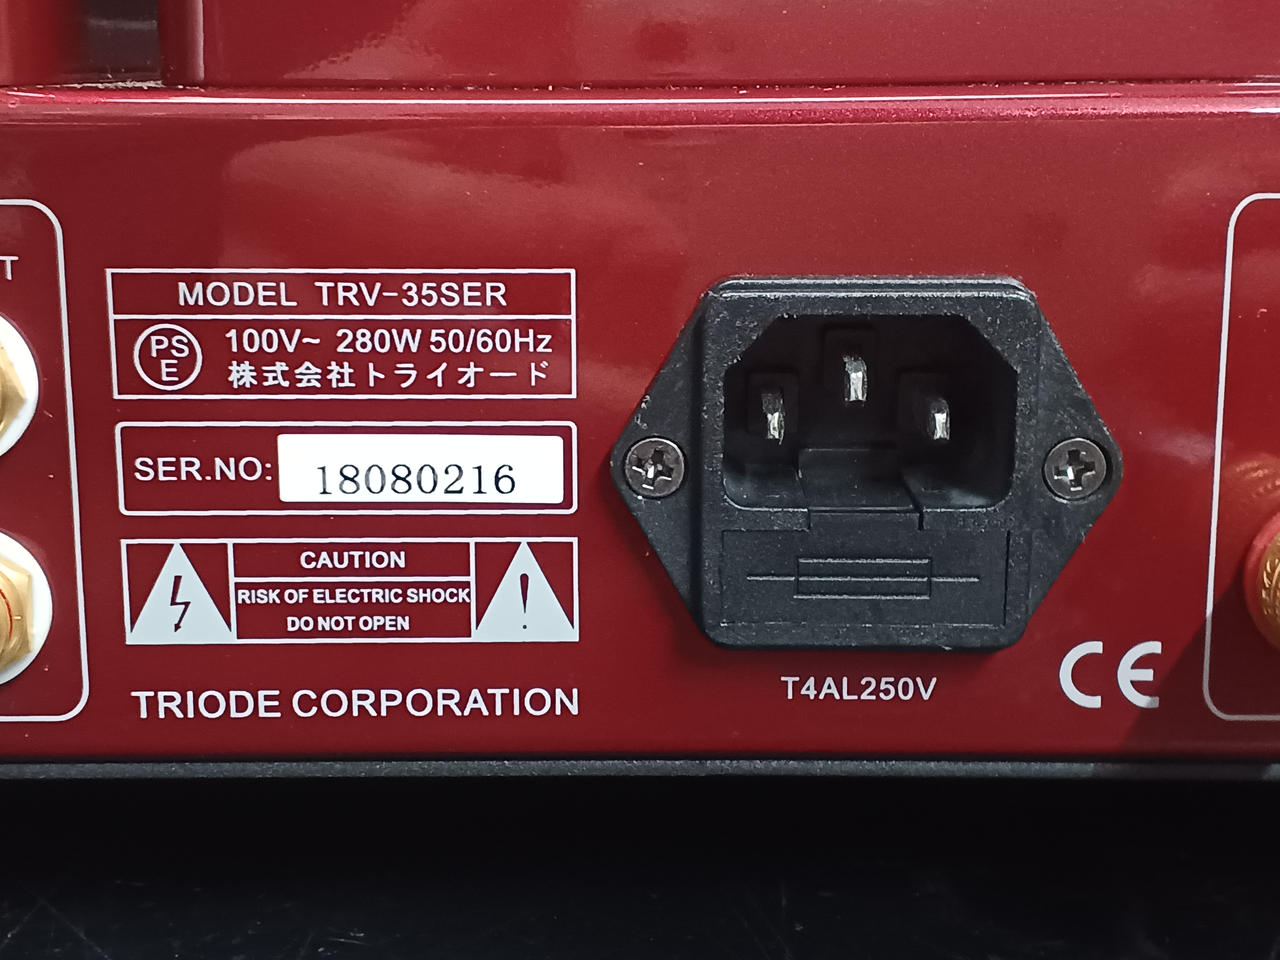 T
MODEL TRV-35SER
PS
E
100V~ 280W 50/60Hz
株式会社トライオード
SER.NO: 18080216
CAUTION
RISK OF ELECTRIC SHOCK
DO NOT OPEN
TRIODE CORPORATION
T4AL250V
CE